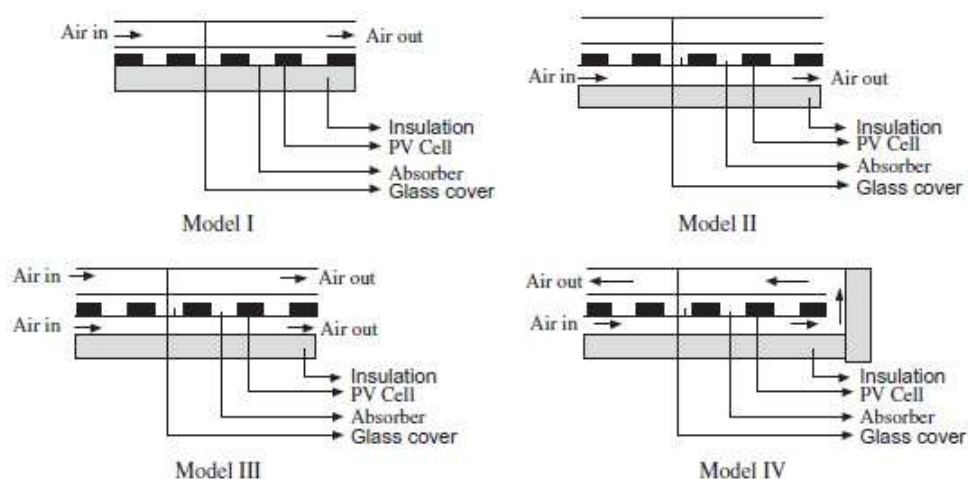 Air in
Air out
Insulation
PV Cell
Absorber
Glass cover
Model I
Air in
Air out
Insulation
PV Cell
Absorber
Glass cover
Model II
Air in
Air out
Air in
Air out
Insulation
PV Cell
Absorber
Glass cover
Model III
Air out
Air in
Insulation
PV Cell
Absorber
Glass cover
Model IV